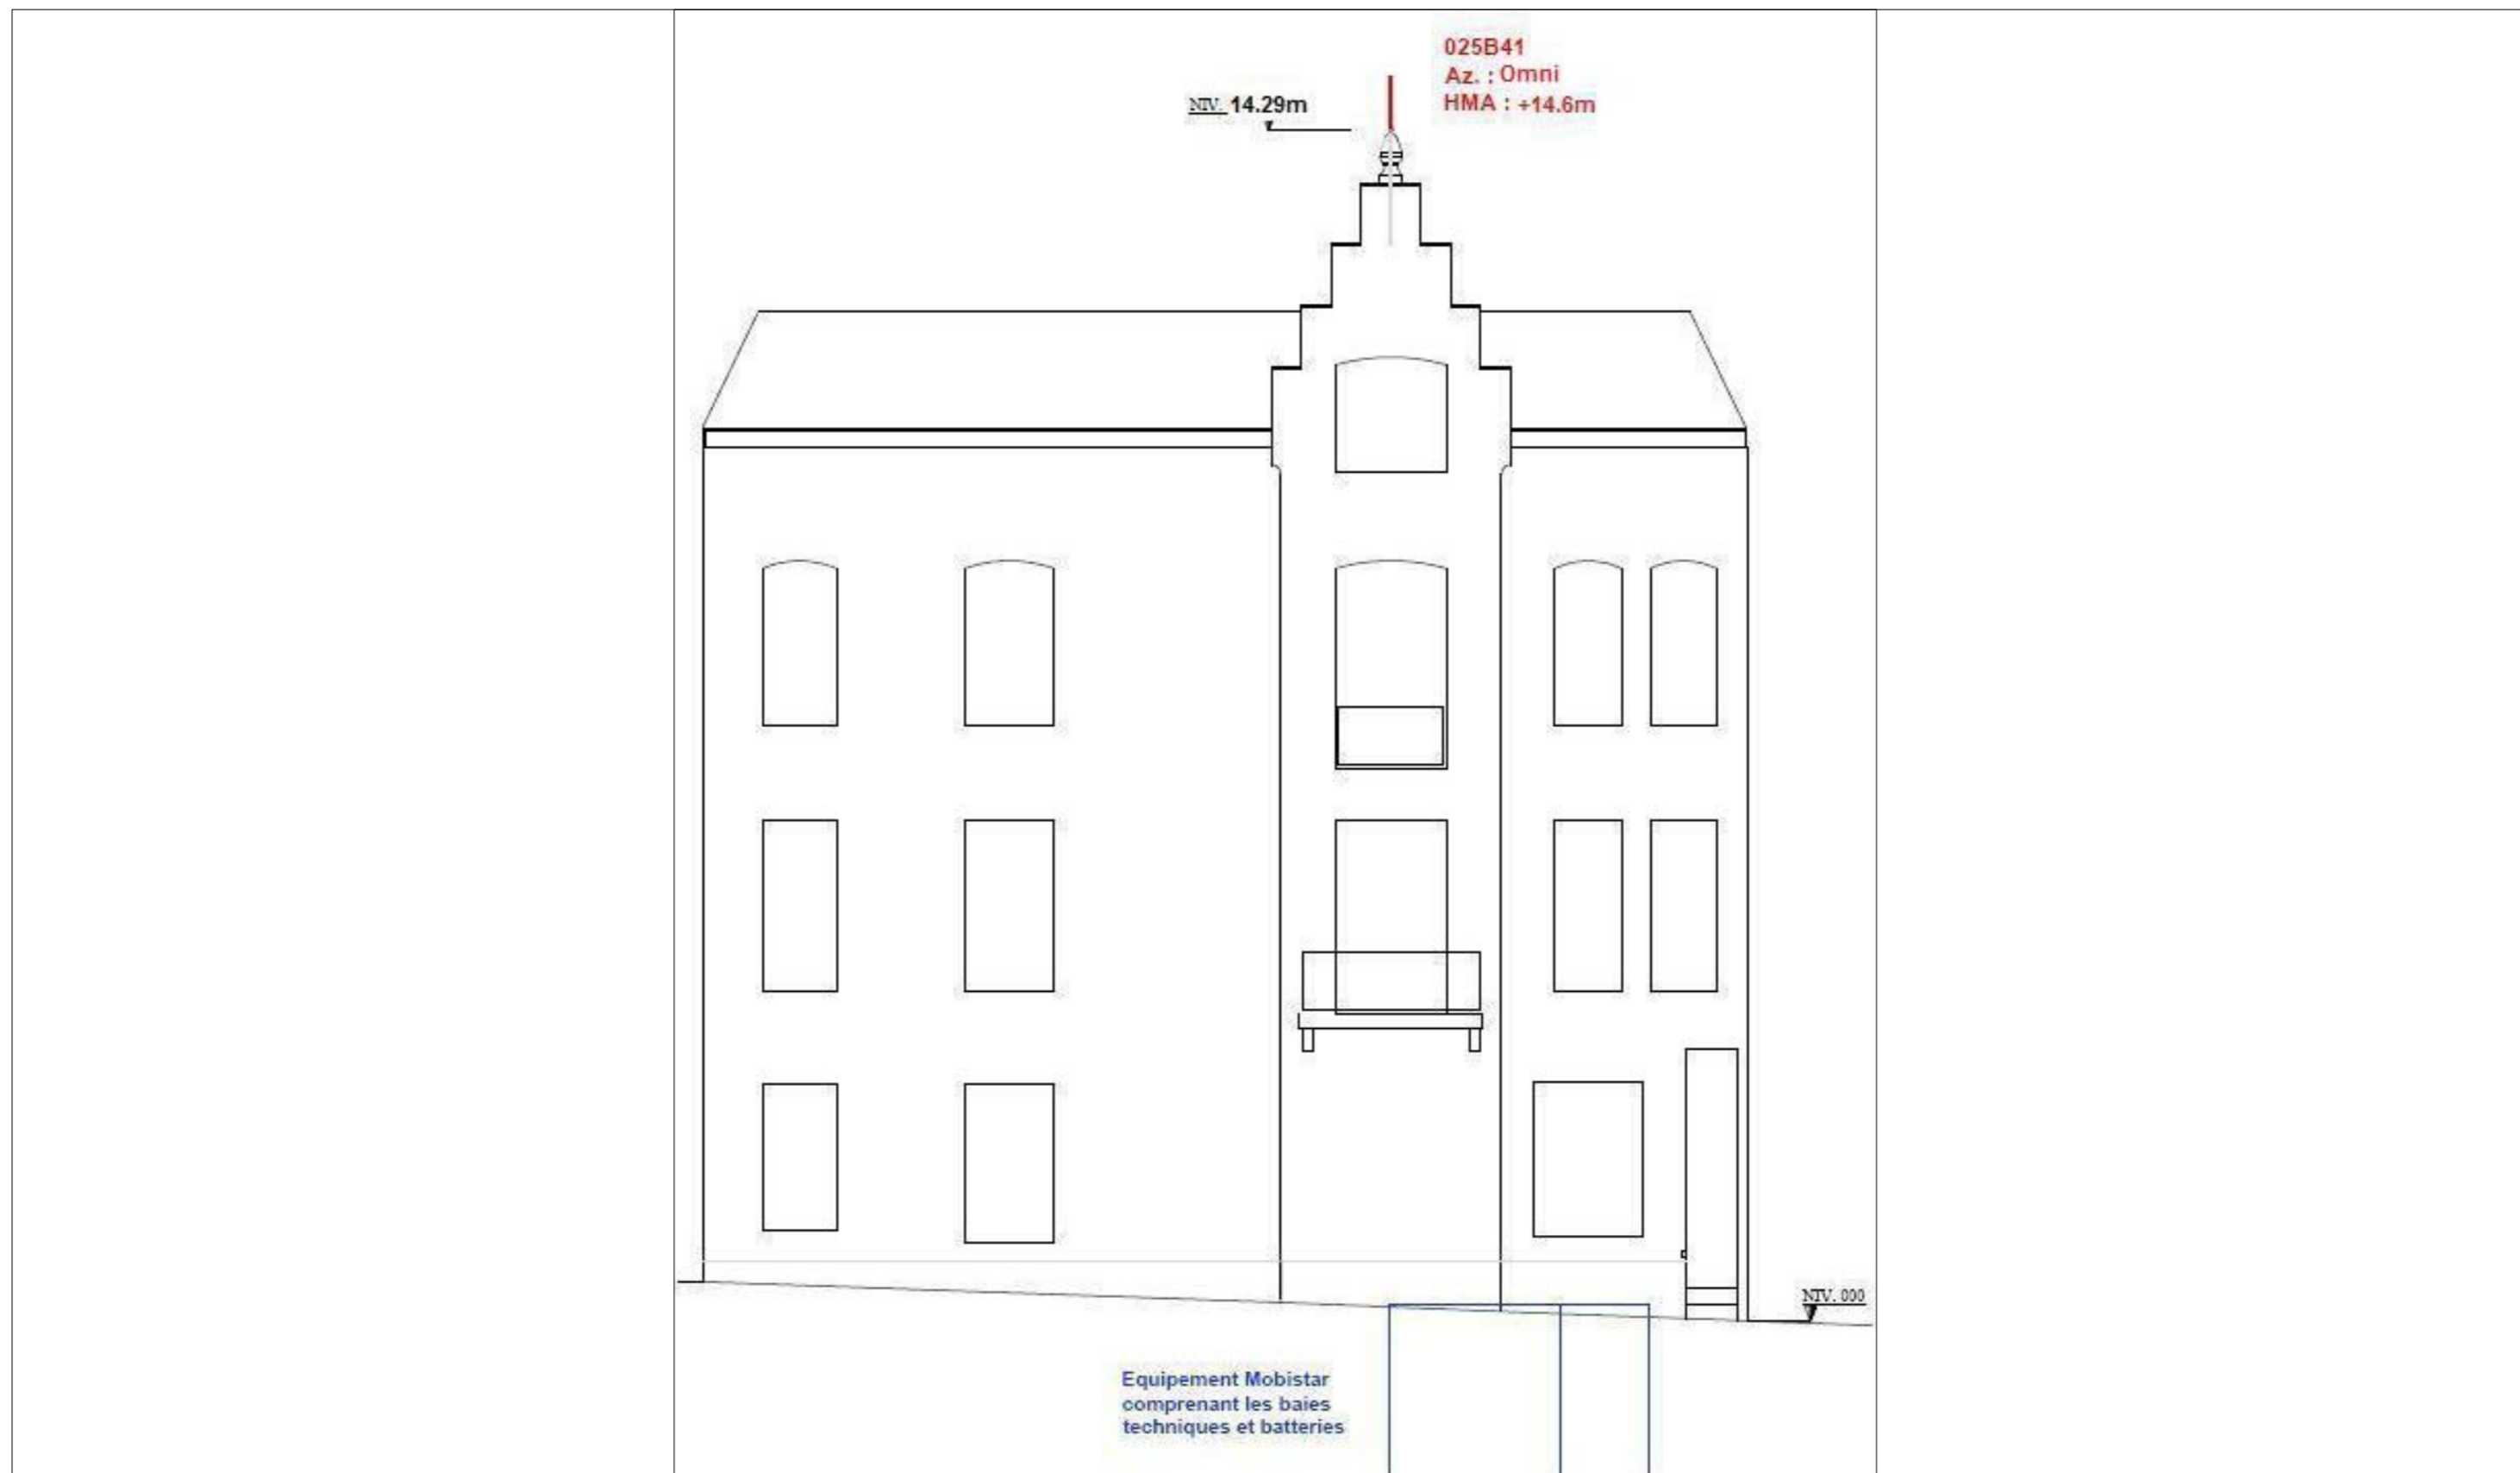 025B41
Az. : Omni
HMA : +14.6m
NIV. 14.29m
NIV. 000
Equipement Mobistar
comprenant les baies
techniques et batteries